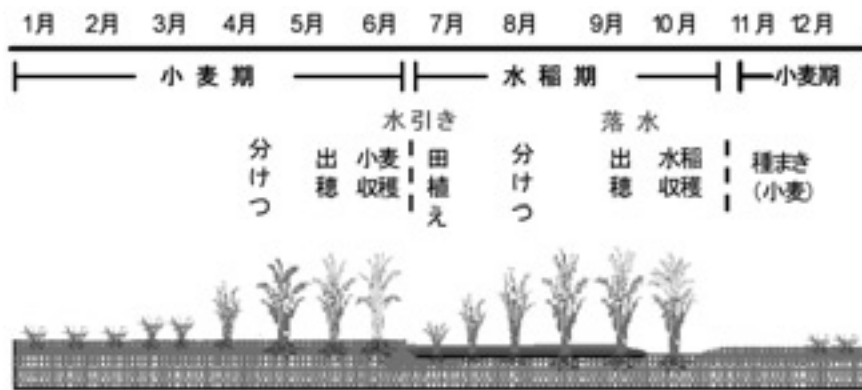 1月 2月 3月 4月 5月 6月 7月 8月 9月 10月 11月 12月
小麦期 水稲期 小麦期
水引き 落水
分けつ
出穂
小麦収穫
田植え
分けつ
出穂
水稲収穫
種まき
(小麦)